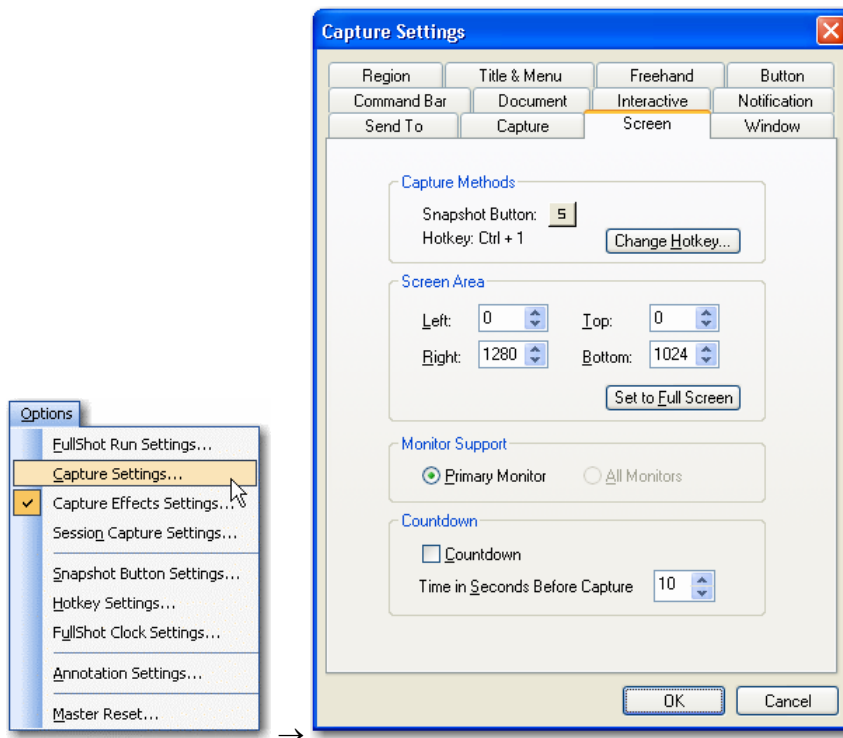 Options
FullShot Run Settings...
Capture Settings...
Capture Effects Settings...
Session Capture Settings...
Snapshot Button Settings...
Hotkey Settings...
FullShot Clock Settings...
Annotation Settings...
Master Reset...
→
Capture Settings
Region Title & Menu Freehand Button
Command Bar Document Interactive Notification
Send To Capture Screen Window
Capture Methods
Snapshot Button: S
Hotkey: Ctrl + 1 Change Hotkey...
Screen Area
Left: 0 Top: 0
Right: 1280 Bottom: 1024
Set to Full Screen
Monitor Support
Primary Monitor All Monitors
Countdown
Countdown
Time in Seconds Before Capture 10
OK Cancel